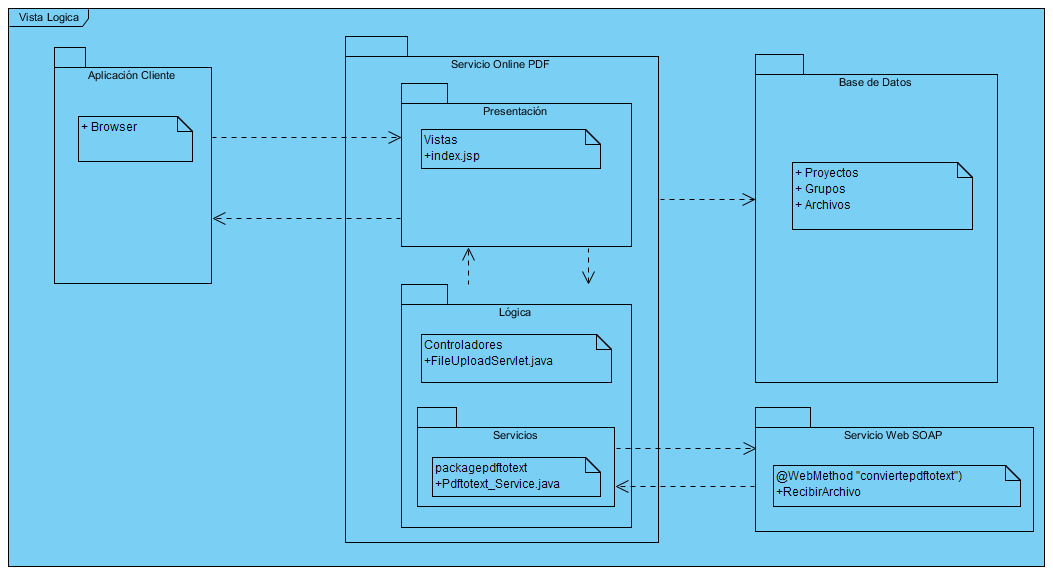 Vista Logica
Aplicación Cliente
+ Browser
Servicio Online PDF
Presentación
Vistas
+index.jsp
Lógica
Controladores
+FileUploadServlet.java
Servicios
packagepdftotext
+Pdftotext_Service.java
Base de Datos
+ Proyectos
+ Grupos
+ Archivos
Servicio Web SOAP
@WebMethod "conviertepdftotext")
+RecibirArchivo